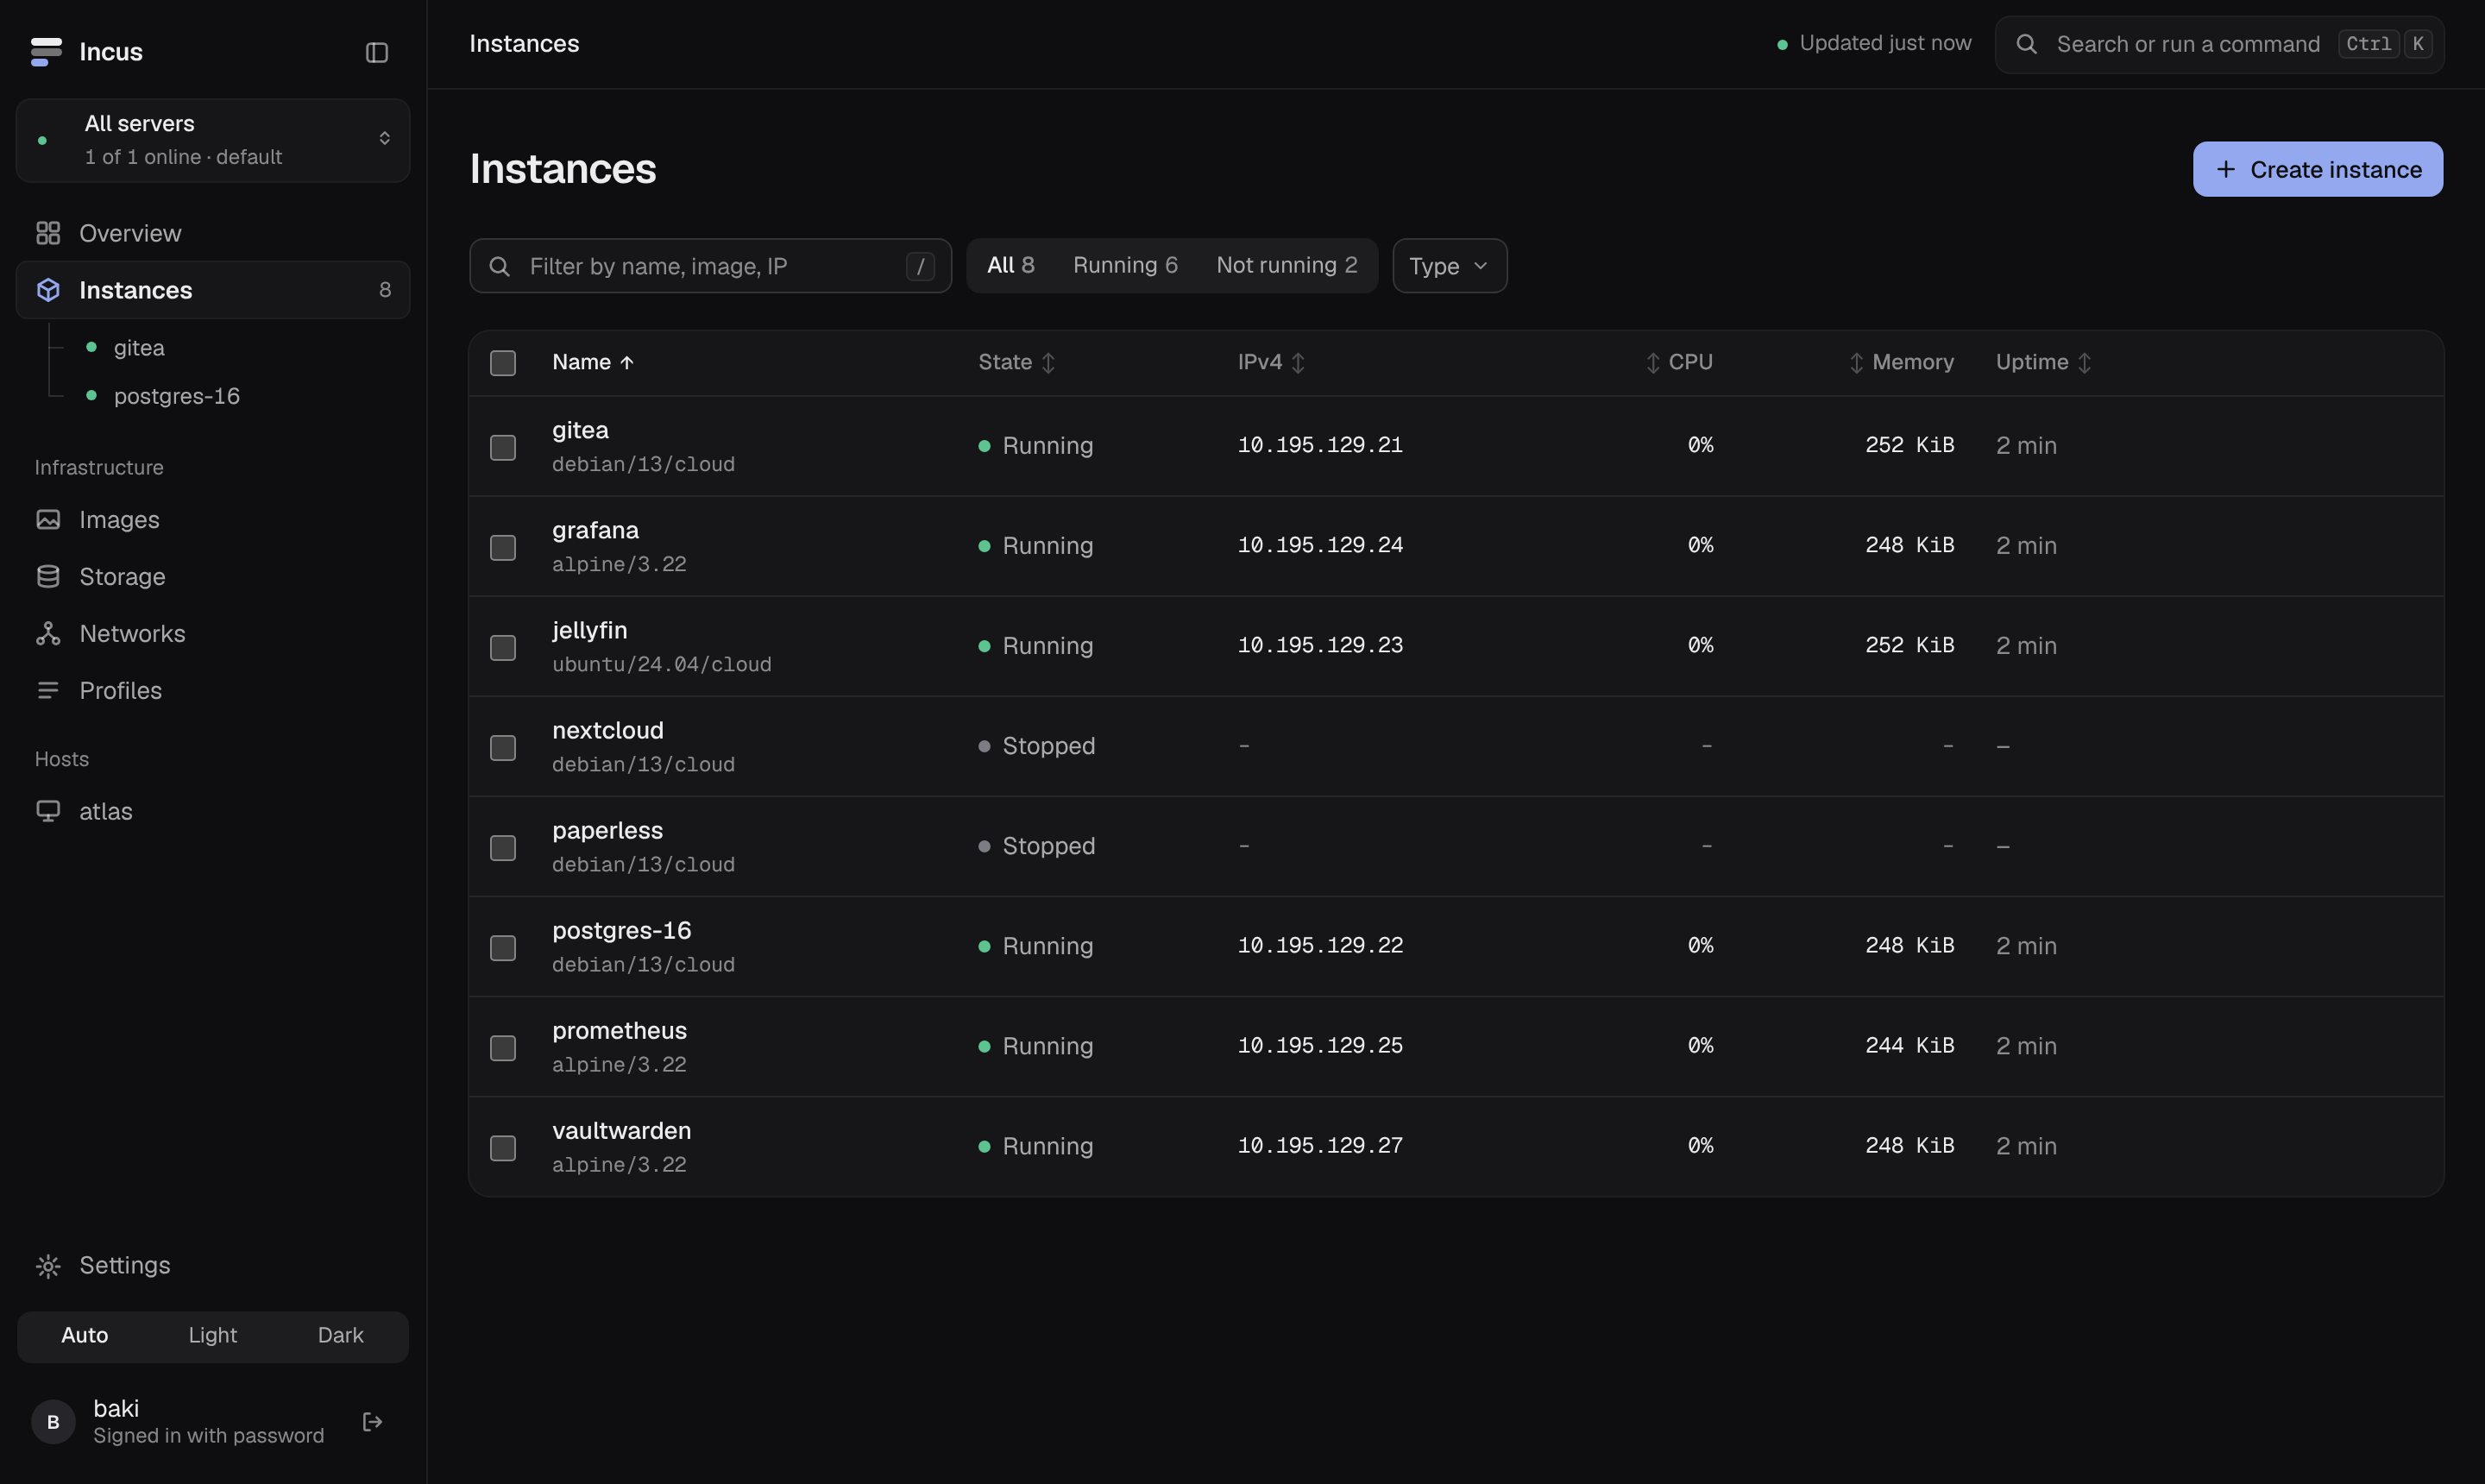 Incus
All servers
1 of 1 online · default
Overview
Instances 8
gitea
postgres-16
Infrastructure
Images
Storage
Networks
Profiles
Hosts
atlas
Settings
Auto Light Dark
B
baki
Signed in with password
Instances
Updated just now
Search or run a command Ctrl K
Instances
Create instance
Filter by name, image, IP /
All 8 Running 6 Not running 2
Type
Name State IPv4 CPU Memory Uptime
gitea
debian/13/cloud
Running 10.195.129.21 0% 252 KiB 2 min
grafana
alpine/3.22
Running 10.195.129.24 0% 248 KiB 2 min
jellyfin
ubuntu/24.04/cloud
Running 10.195.129.23 0% 252 KiB 2 min
nextcloud
debian/13/cloud
Stopped – – – –
paperless
debian/13/cloud
Stopped – – – –
postgres-16
debian/13/cloud
Running 10.195.129.22 0% 248 KiB 2 min
prometheus
alpine/3.22
Running 10.195.129.25 0% 244 KiB 2 min
vaultwarden
alpine/3.22
Running 10.195.129.27 0% 248 KiB 2 min